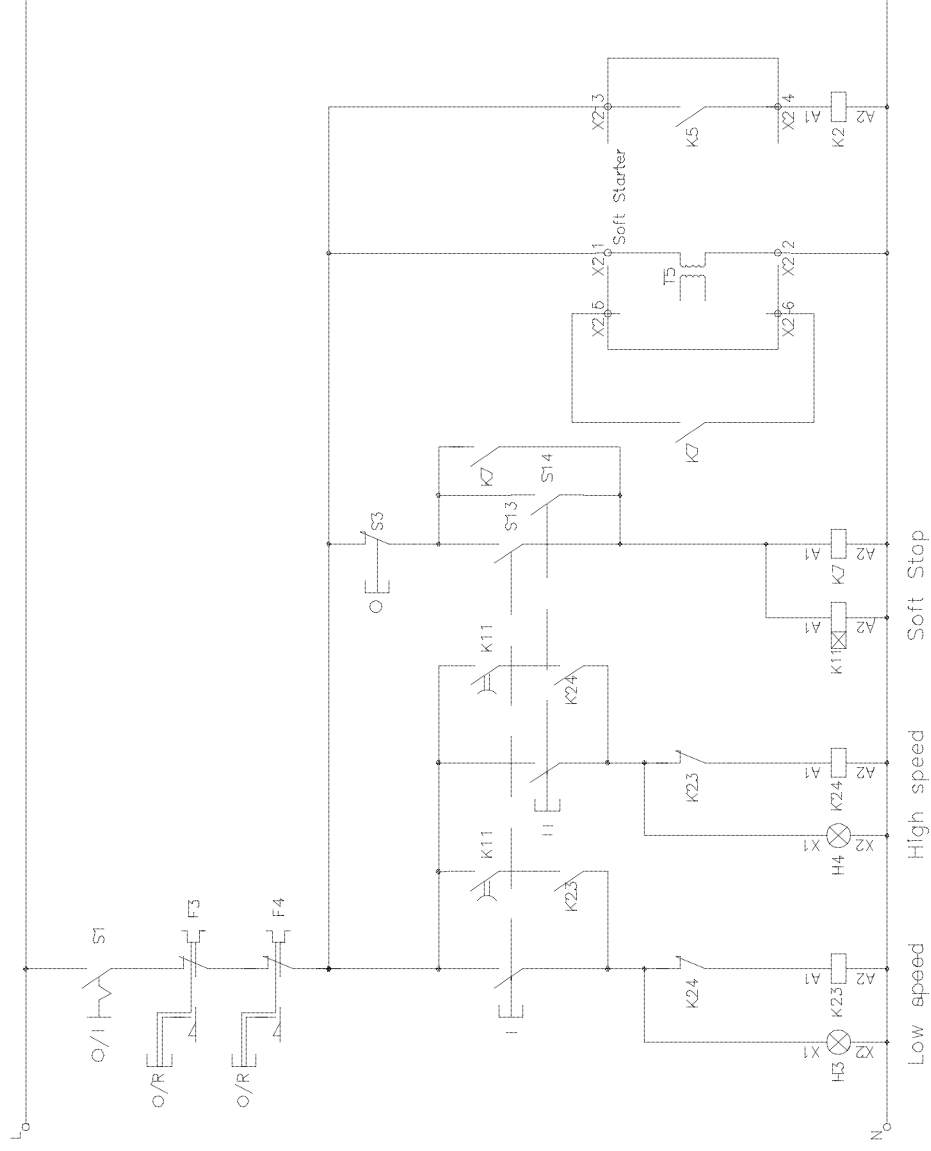 L
O/I
S1
O/R
F3
O/R
F4
I
K11
K23
K24
H3
X1
X2
K23
A1
A2
Low speed
II
K11
K24
K23
H4
X1
X2
K24
A1
A2
High speed
O
S3
S13
S14
K7
K11
A1
A2
K7
A1
A2
Soft Stop
K7
X2 5
X2 6
T5
X2 1
X2 2
Soft Starter
X2 3
K5
X2 4
K2
A1
A2
N